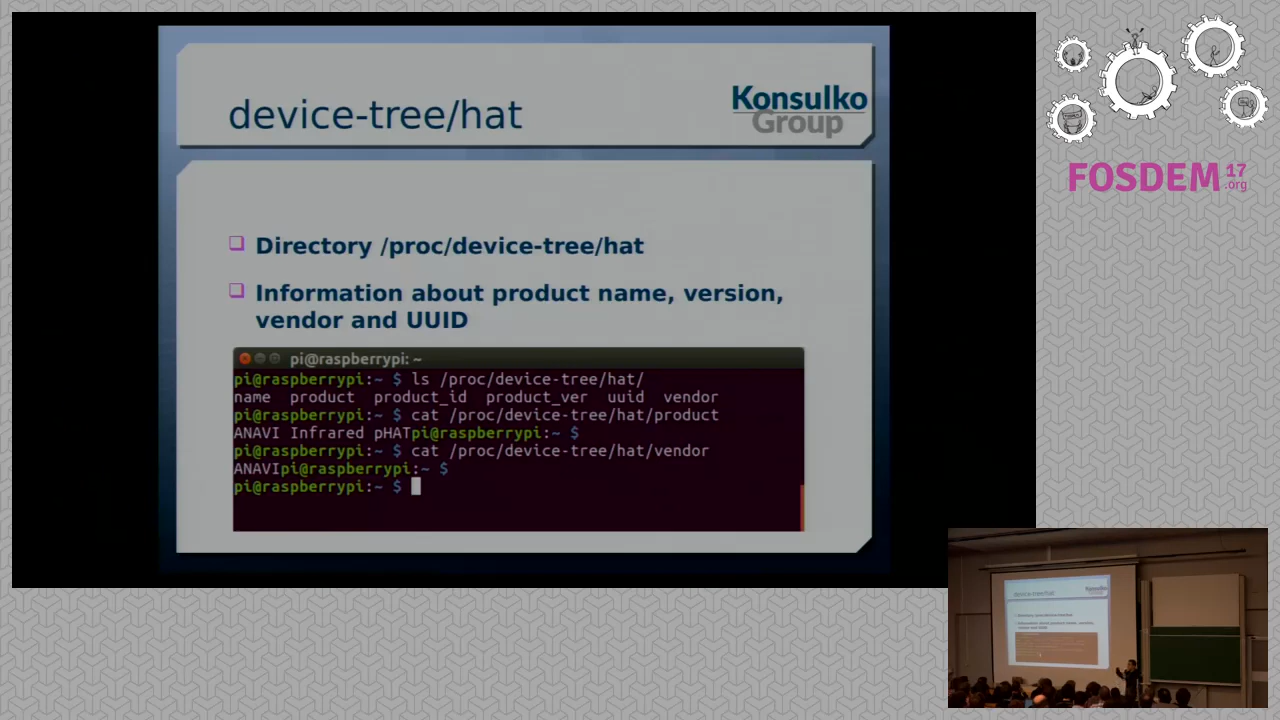 device-tree/hat
Konsulko
Group
Directory /proc/device-tree/hat
Information about product name, version,
vendor and UUID
pi@raspberrypi: ~
pi@raspberrypi:~ $ ls /proc/device-tree/hat/
name product product_id product_ver uuid vendor
pi@raspberrypi:~ $ cat /proc/device-tree/hat/product
ANAVI Infrared pHATpi@raspberrypi:~ $
pi@raspberrypi:~ $ cat /proc/device-tree/hat/vendor
ANAVIpi@raspberrypi:~ $
pi@raspberrypi:~ $
FOSDEM 17
.org
device-tree/hat